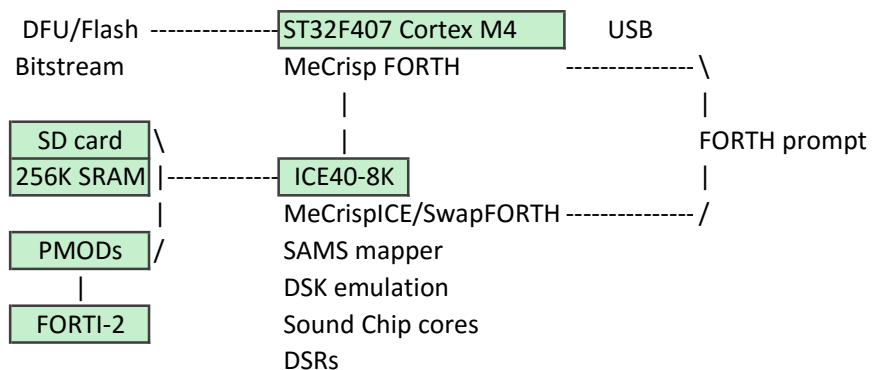 DFU/Flash ---------------ST32F407 Cortex M4 USB
Bitstream MeCrisp FORTH --------------- \
| |
SD card \ | FORTH prompt
256K SRAM |------------- ICE40-8K |
| MeCrispICE/SwapFORTH --------------- /
PMODs / SAMS mapper
| DSK emulation
FORTI-2 Sound Chip cores
DSRs